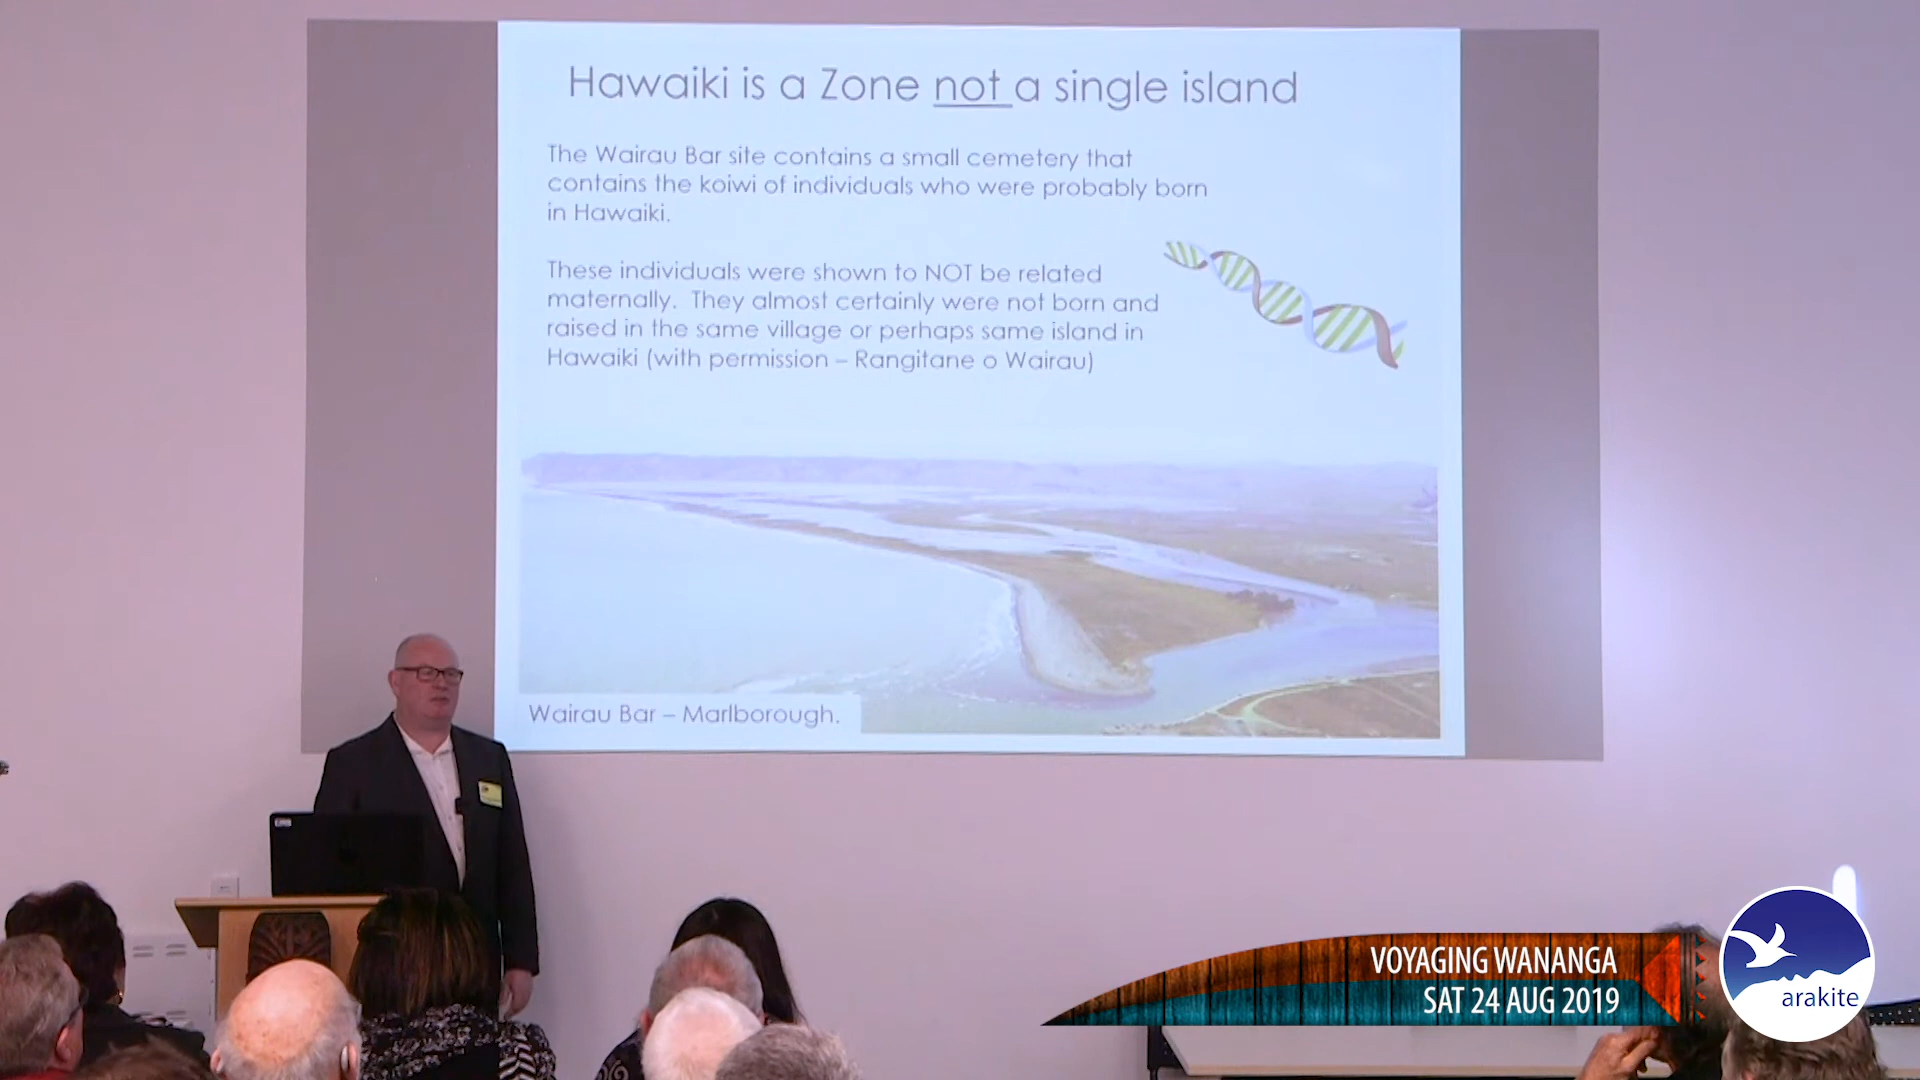 Hawaiki is a Zone not a single island
The Wairau Bar site contains a small cemetery that
contains the koiwi of individuals who were probably born
in Hawaiki.
These individuals were shown to NOT be related
maternally. They almost certainly were not born and
raised in the same village or perhaps same island in
Hawaiki (with permission – Rangitane o Wairau)
Wairau Bar – Marlborough.
VOYAGING WANANGA
SAT 24 AUG 2019
arakite